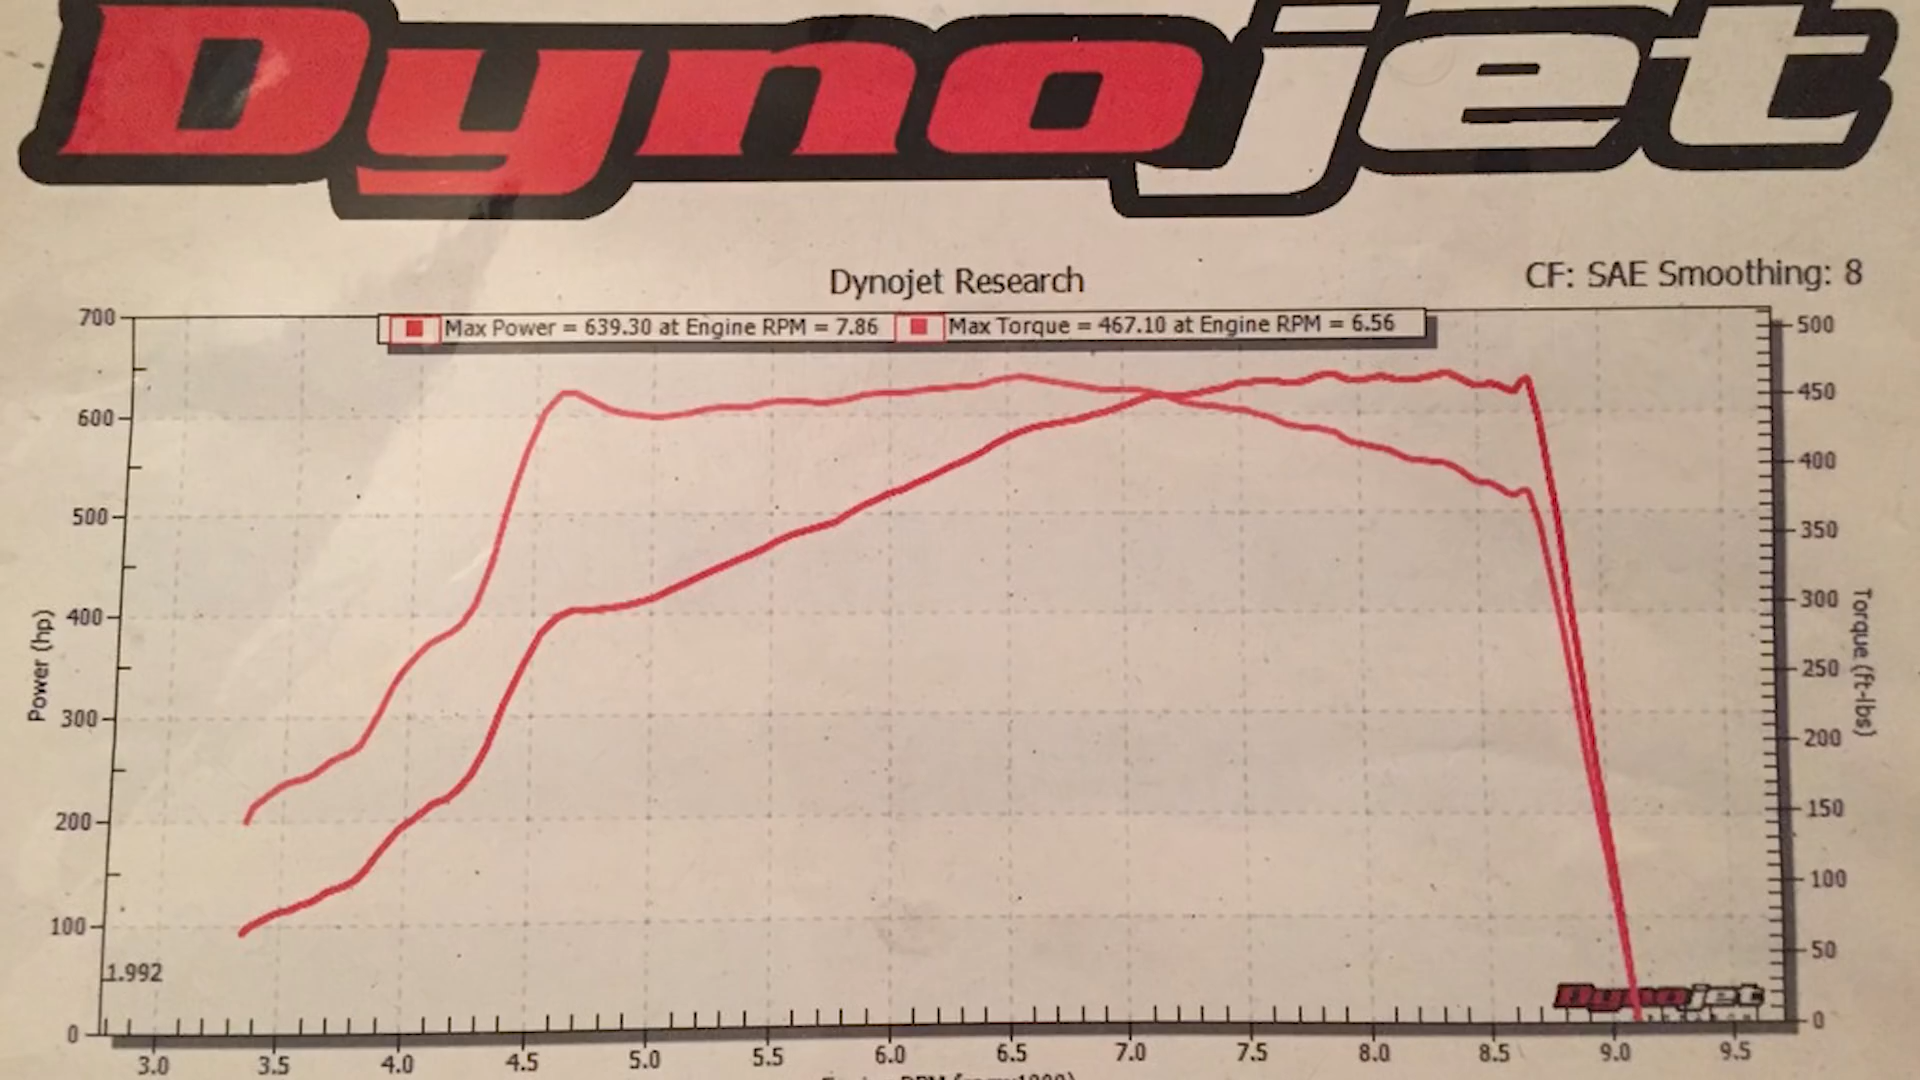 Dynojet
Dynojet Research
CF: SAE Smoothing: 8
Max Power = 639.30 at Engine RPM = 7.86
Max Torque = 467.10 at Engine RPM = 6.56
700
600
500
400
300
200
100
0
Power (hp)
500
450
400
350
300
250
200
150
100
50
0
Torque (ft-lbs)
1.992
Dynojet
3.0 3.5 4.0 4.5 5.0 5.5 6.0 6.5 7.0 7.5 8.0 8.5 9.0 9.5